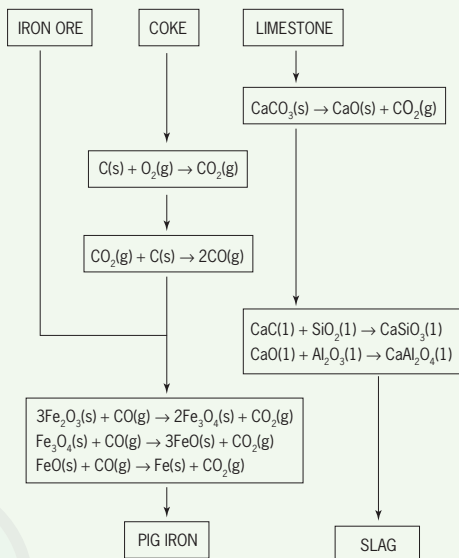 IRON ORE
COKE
LIMESTONE
CaCO₃(s) → CaO(s) + CO₂(g)
C(s) + O₂(g) → CO₂(g)
CO₂(g) + C(s) → 2CO(g)
CaC(1) + SiO₂(1) → CaSiO₃(1)
CaO(1) + Al₂O₃(1) → CaAl₂O₄(1)
3Fe₂O₃(s) + CO(g) → 2Fe₃O₄(s) + CO₂(g)
Fe₃O₄(s) + CO(g) → 3FeO(s) + CO₂(g)
FeO(s) + CO(g) → Fe(s) + CO₂(g)
PIG IRON
SLAG